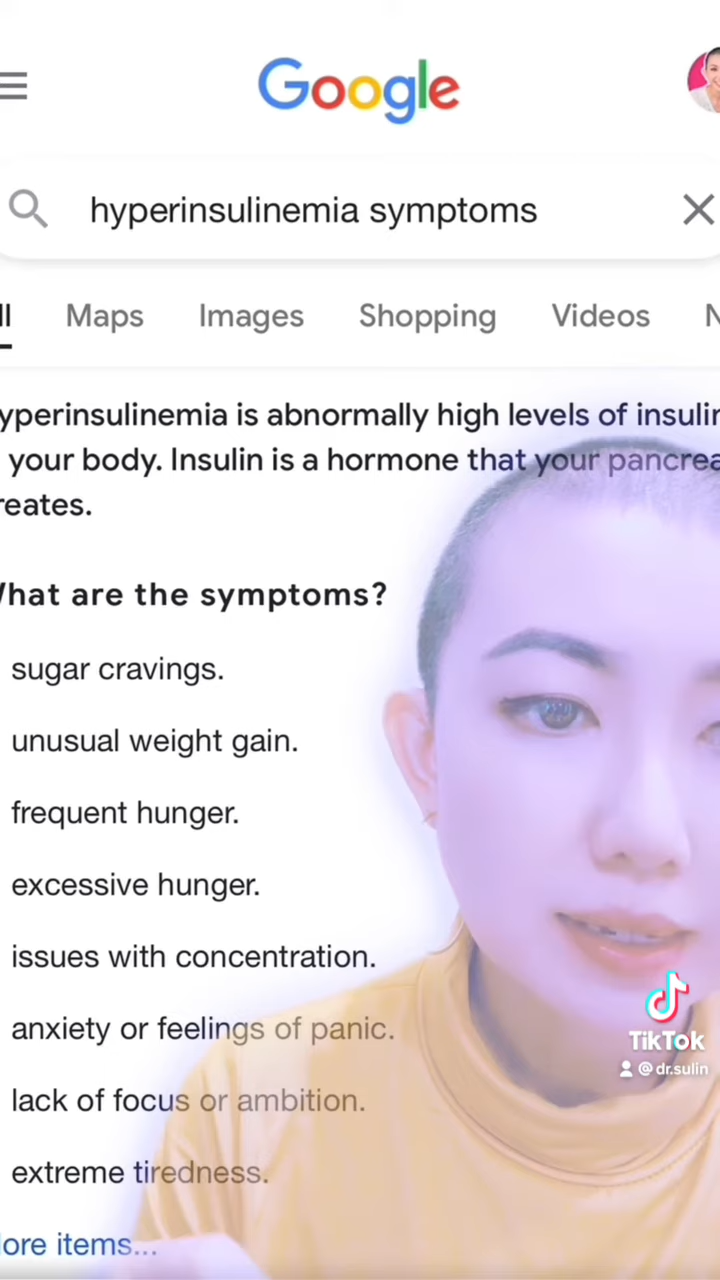 Google
hyperinsulinemia symptoms
ll
Maps Images Shopping Videos N
yperinsulinemia is abnormally high levels of insulin
your body. Insulin is a hormone that your pancrea
reates.
What are the symptoms?
sugar cravings.
unusual weight gain.
frequent hunger.
excessive hunger.
issues with concentration.
anxiety or feelings of panic.
lack of focus or ambition.
extreme tiredness.
ore items...
TikTok
@dr.sulin